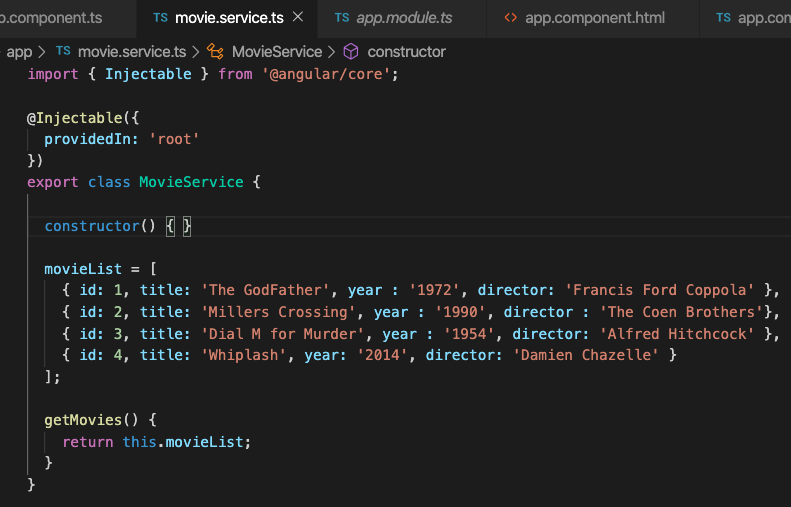 o.component.ts TS movie.service.ts × TS app.module.ts <> app.component.html TS app.com
app > TS movie.service.ts > MovieService > constructor
import { Injectable } from '@angular/core';
@Injectable({
providedIn: 'root'
})
export class MovieService {
constructor() { }
movieList = [
{ id: 1, title: 'The GodFather', year : '1972', director: 'Francis Ford Coppola' },
{ id: 2, title: 'Millers Crossing', year : '1990', director : 'The Coen Brothers'},
{ id: 3, title: 'Dial M for Murder', year : '1954', director: 'Alfred Hitchcock' },
{ id: 4, title: 'Whiplash', year: '2014', director: 'Damien Chazelle' }
];
getMovies() {
return this.movieList;
}
}